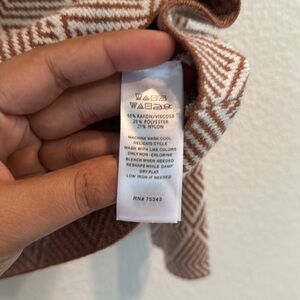 50% RAYON/VISCOSE
25% POLYESTER
21% NYLON
MACHINE WASH COOL
DELICATE CYCLE
WASH WITH LIKE COLORS
ONLY NON-CHLORINE
BLEACH WHEN NEEDED
RESHAPE WHILE DAMP
DRY FLAT
LOW IRON IF NEEDED
RN# 75343